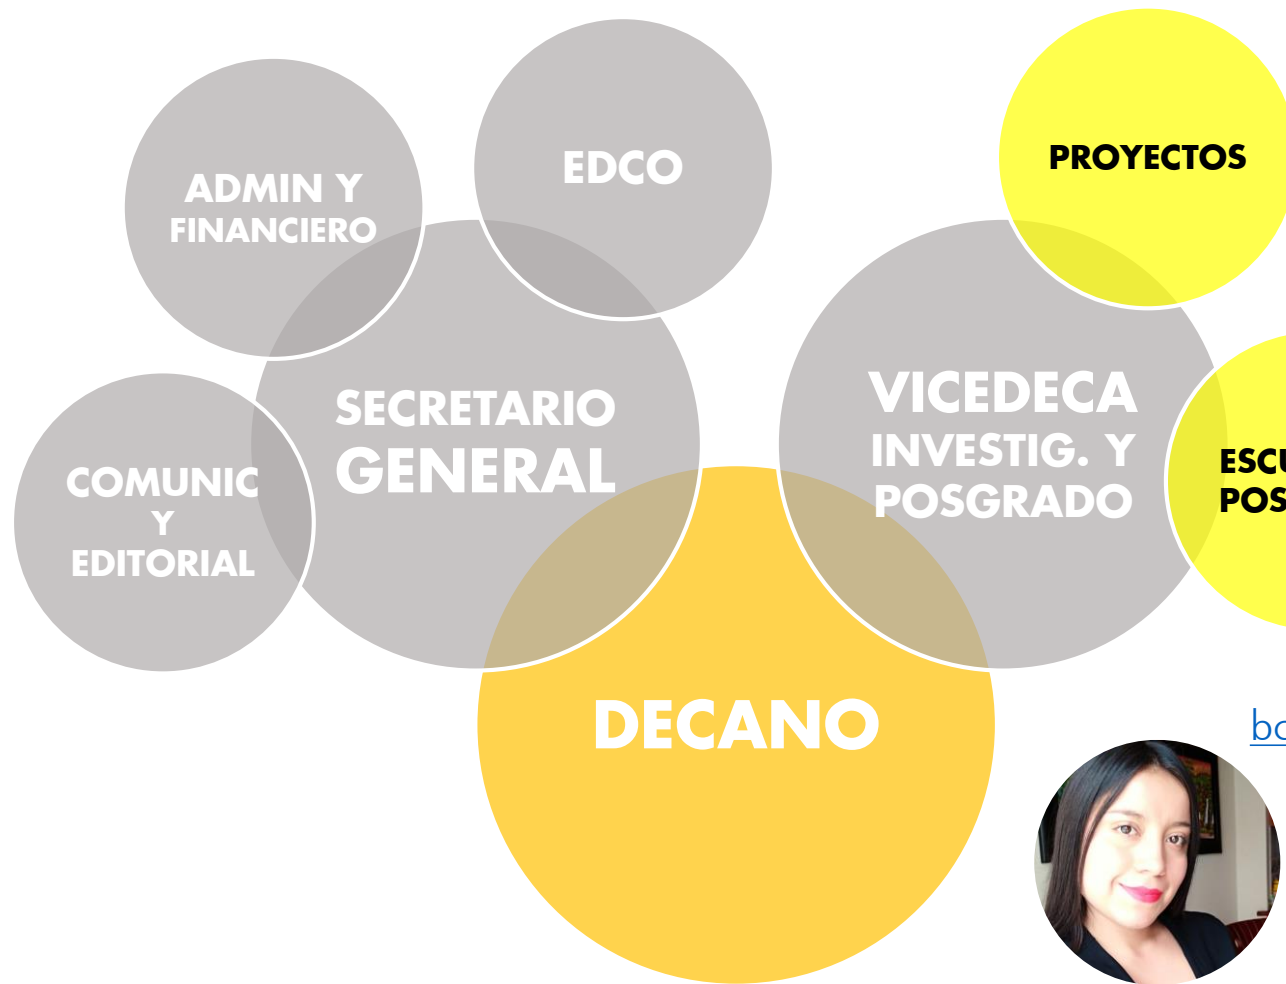 EDCO
PROYECTOS
ADMIN Y
FINANCIERO
SECRETARIO
GENERAL
VICEDECA
INVESTIG. Y
POSGRADO
COMUNIC
Y
EDITORIAL
DECANO